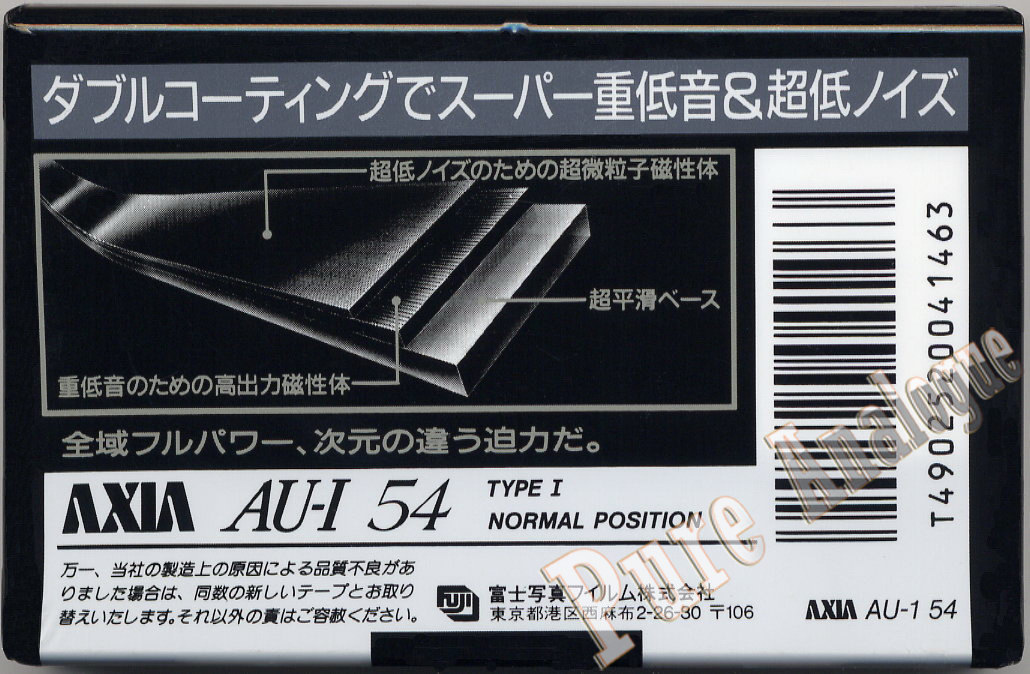 ダブルコーティングでスーパー重低音&超低ノイズ
超低ノイズのための超微粒子磁性体
超平滑ベース
重低音のための高出力磁性体
全域フルパワー、次元の違う迫力だ。
T4902520041463
AXIA AU-I 54 TYPE I
NORMAL POSITION
万一、当社の製造上の原因による品質不良があ
りました場合は、同数の新しいテープとお取り
替えいたします。それ以外の責はご容赦ください。
FUJI 富士写真フイルム株式会社
東京都港区西麻布2-26-30 〒106
AXIA AU-1 54
Pure Analogue